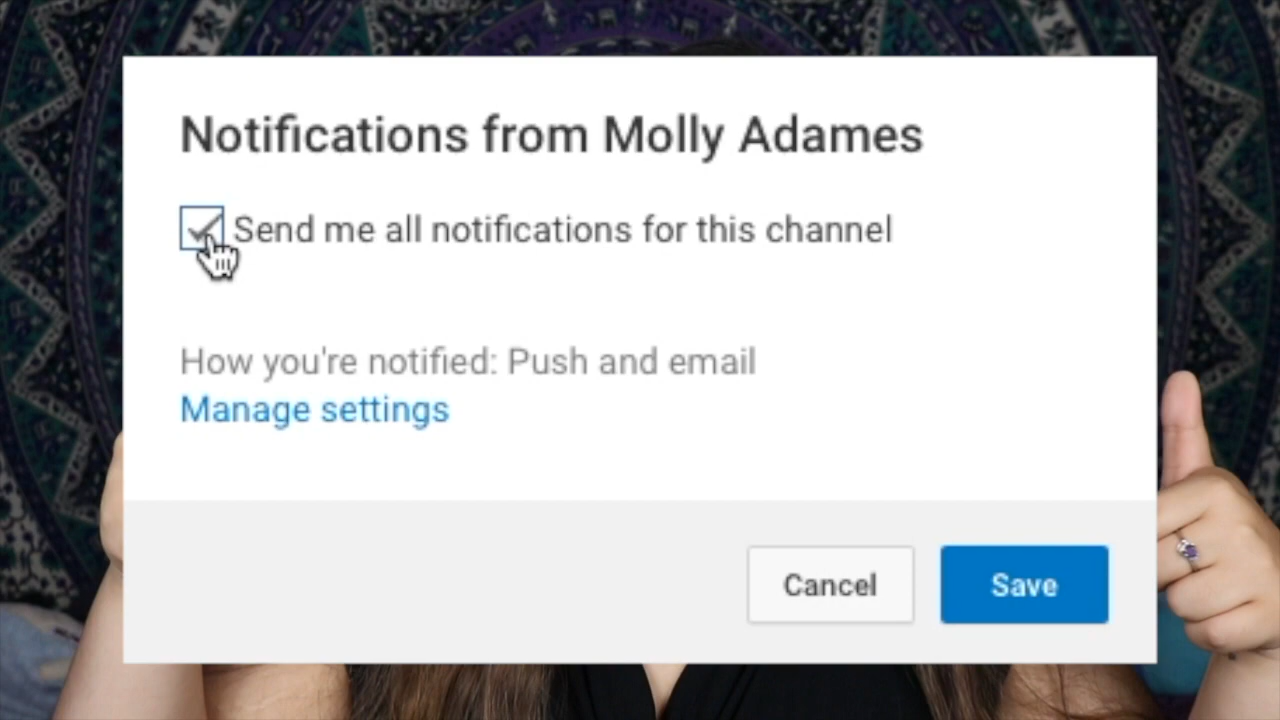 Notifications from Molly Adames
Send me all notifications for this channel
How you're notified: Push and email
Manage settings
Cancel
Save